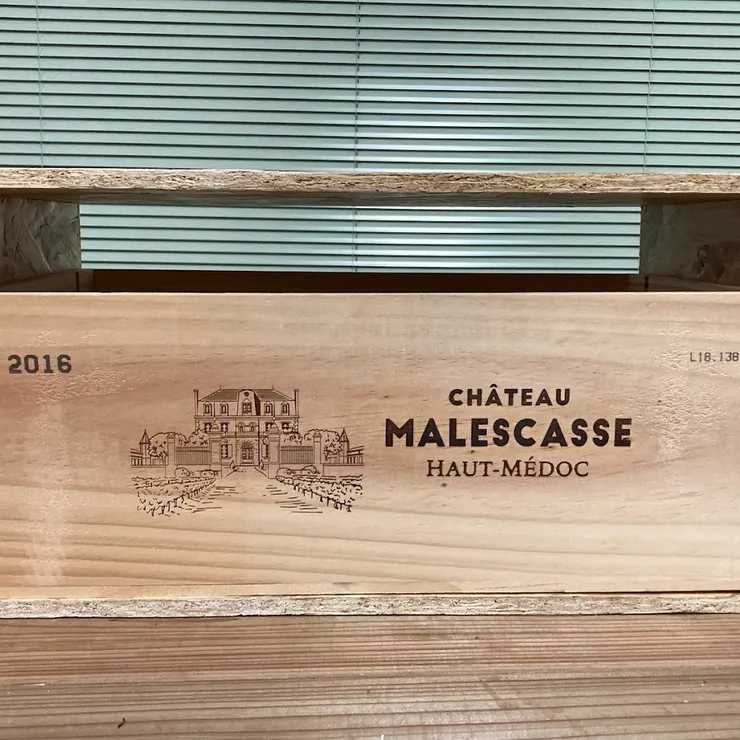 2016
L18.138
CHÂTEAU
MALESCASSE
HAUT-MÉDOC